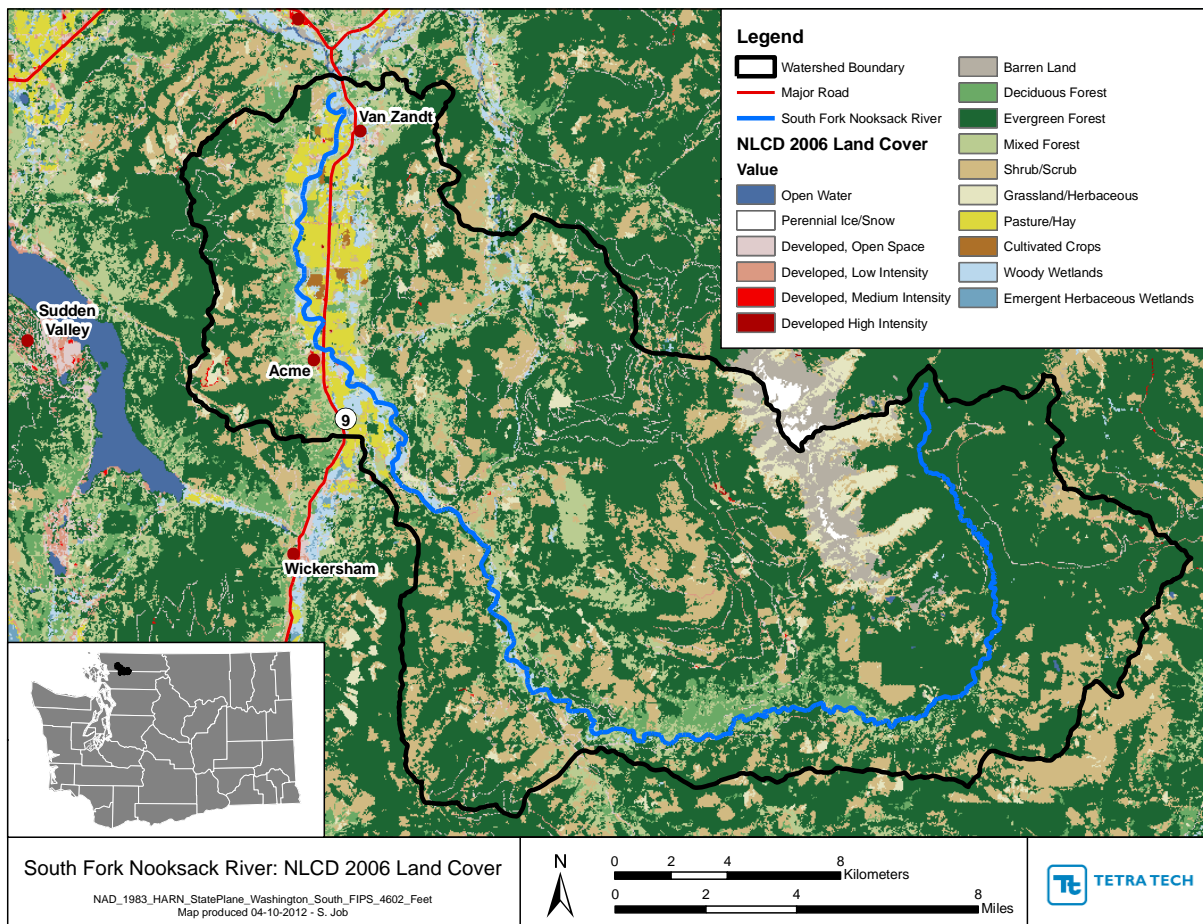 Legend
Watershed Boundary
Major Road
South Fork Nooksack River
NLCD 2006 Land Cover
Value
Open Water
Perennial Ice/Snow
Developed, Open Space
Developed, Low Intensity
Developed, Medium Intensity
Developed High Intensity
Barren Land
Deciduous Forest
Evergreen Forest
Mixed Forest
Shrub/Scrub
Grassland/Herbaceous
Pasture/Hay
Cultivated Crops
Woody Wetlands
Emergent Herbaceous Wetlands
Van Zandt
Sudden
Valley
Acme
9
Wickersham
South Fork Nooksack River: NLCD 2006 Land Cover
NAD_1983_HARN_StatePlane_Washington_South_FIPS_4602_Feet
Map produced 04-10-2012 - S. Job
N
0 2 4 8
Kilometers
0 2 4 8
Miles
Tt
TETRA TECH